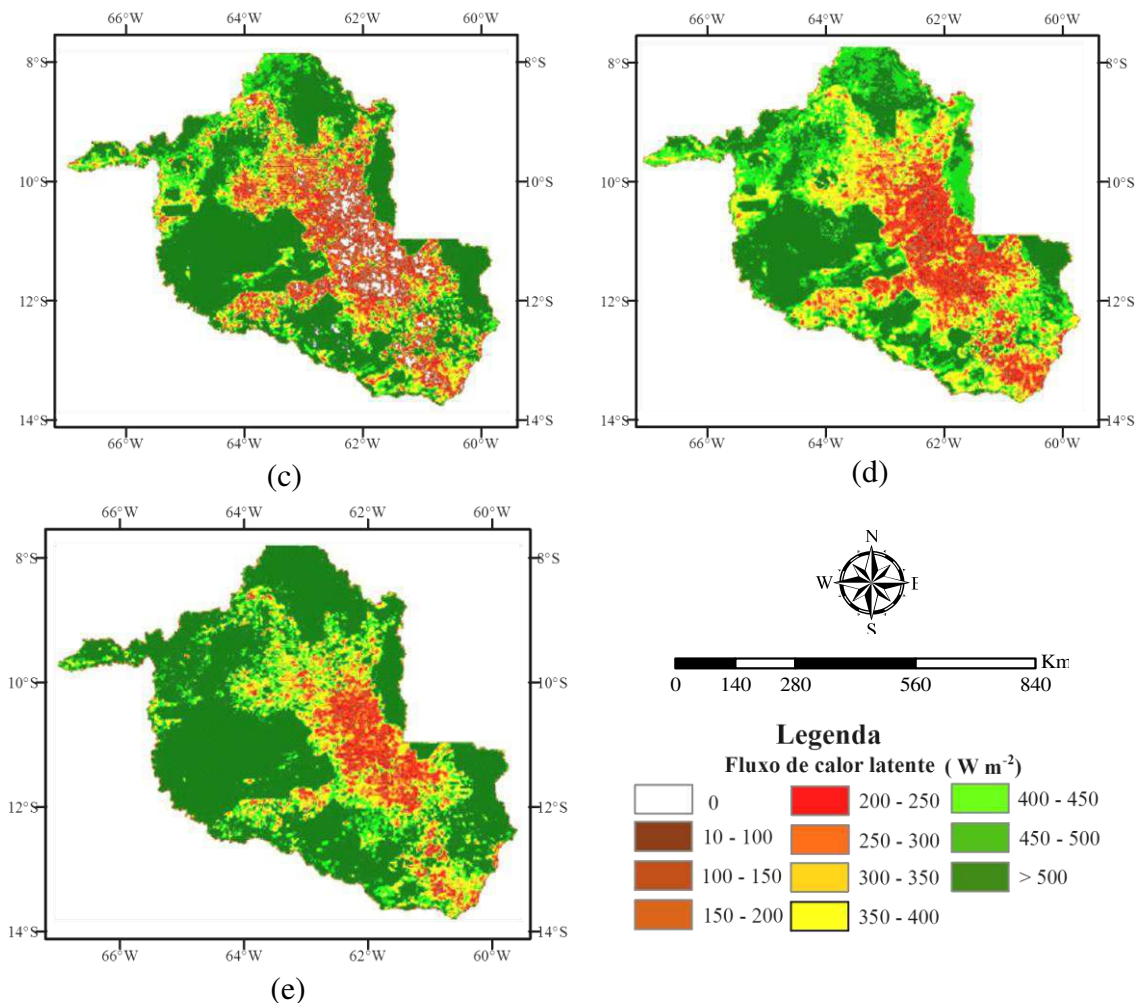 66°W 64°W 62°W 60°W
8°S 8°S
10°S 10°S
12°S 12°S
14°S 14°S
66°W 64°W 62°W 60°W
(c)
66°W 64°W 62°W 60°W
8°S 8°S
10°S 10°S
12°S 12°S
14°S 14°S
66°W 64°W 62°W 60°W
(d)
66°W 64°W 62°W 60°W
8°S 8°S
10°S 10°S
12°S 12°S
14°S 14°S
66°W 64°W 62°W 60°W
(e)
N
W E
S
Km
0 140 280 560 840
Legenda
Fluxo de calor latente ( W m⁻²)
0
10 - 100
100 - 150
150 - 200
200 - 250
250 - 300
300 - 350
350 - 400
400 - 450
450 - 500
> 500